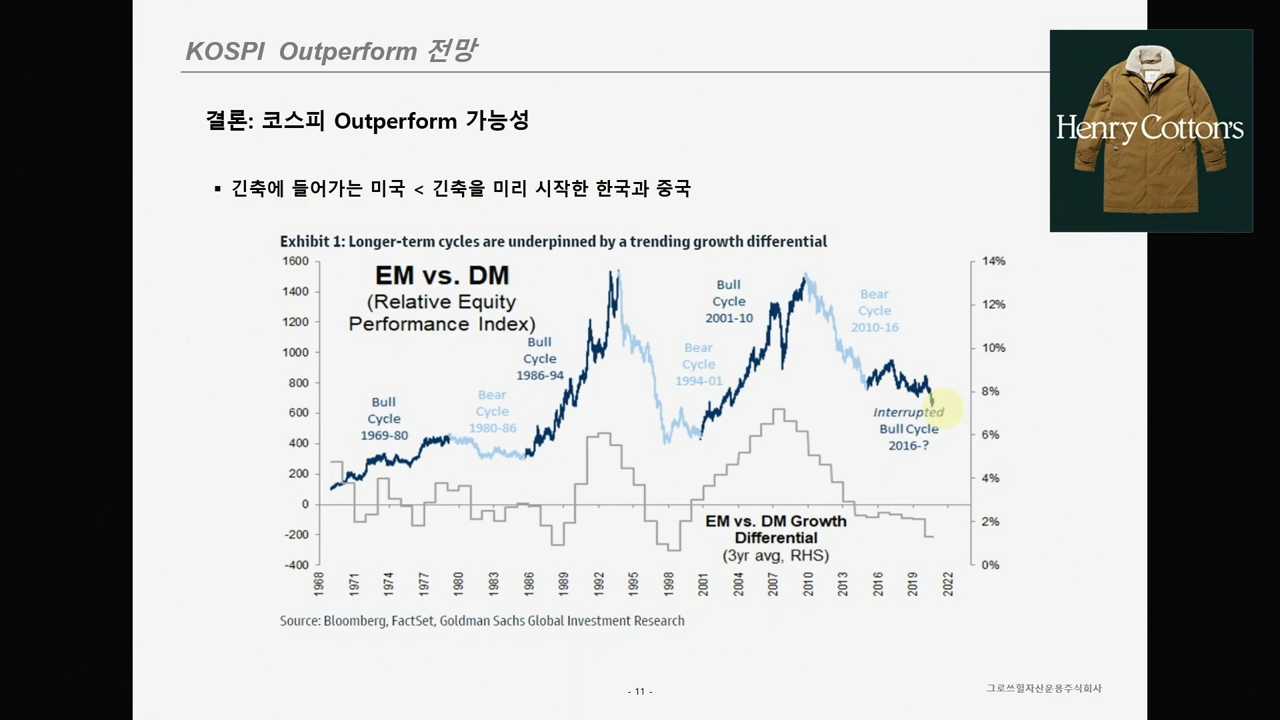 KOSPI Outperform 전망
Henry Cotton's
결론: 코스피 Outperform 가능성
▪ 긴축에 들어가는 미국 < 긴축을 미리 시작한 한국과 중국
Exhibit 1: Longer-term cycles are underpinned by a trending growth differential
1600
1400
1200
1000
800
600
400
200
0
-200
-400
14%
12%
10%
8%
6%
4%
2%
0%
EM vs. DM
(Relative Equity
Performance Index)
Bull
Cycle
1969-80
Bear
Cycle
1980-86
Bull
Cycle
1986-94
Bear
Cycle
1994-01
Bull
Cycle
2001-10
Bear
Cycle
2010-16
Interrupted
Bull Cycle
2016-?
EM vs. DM Growth
Differential
(3yr avg, RHS)
1968 1971 1974 1977 1980 1983 1986 1989 1992 1995 1998 2001 2004 2007 2010 2013 2016 2019 2022
Source: Bloomberg, FactSet, Goldman Sachs Global Investment Research
- 11 -
그로쓰힐자산운용주식회사